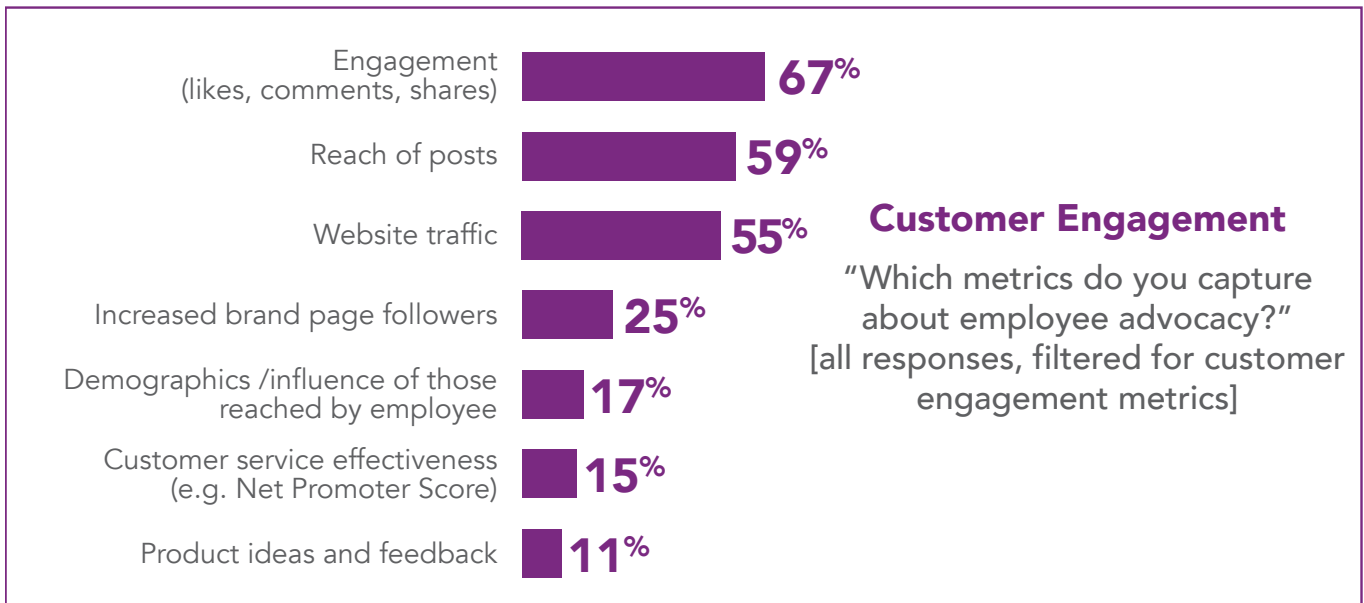 Engagement
(likes, comments, shares)
67%
Reach of posts
59%
Website traffic
55%
Increased brand page followers
25%
Demographics /influence of those
reached by employee
17%
Customer service effectiveness
(e.g. Net Promoter Score)
15%
Product ideas and feedback
11%
Customer Engagement
“Which metrics do you capture
about employee advocacy?”
[all responses, filtered for customer
engagement metrics]